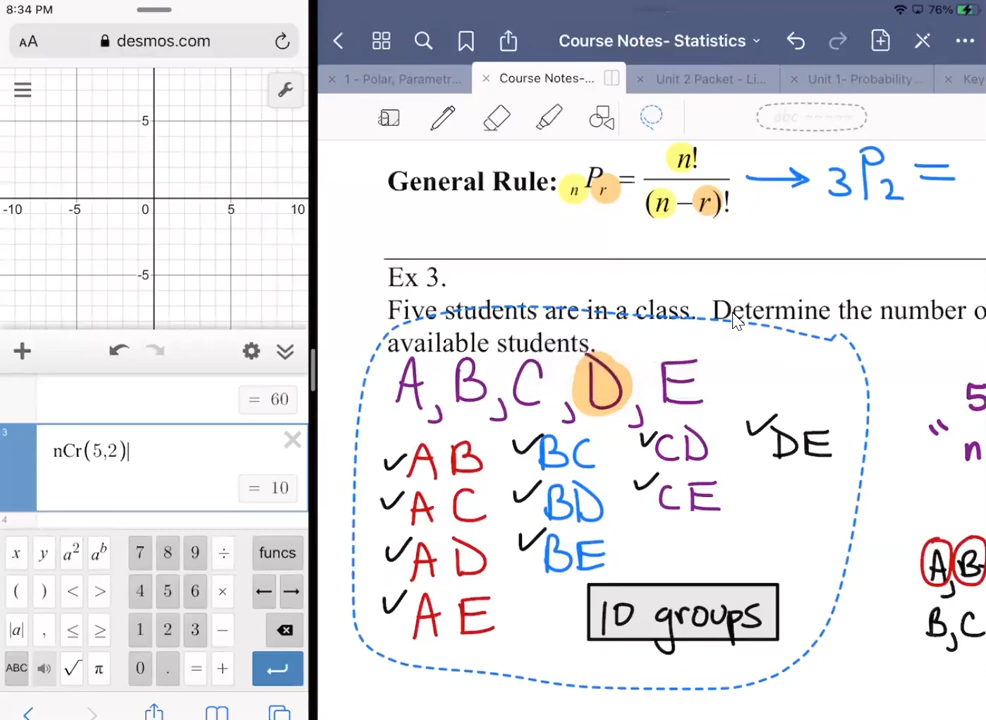 8:34 PM
76%
AA desmos.com
Course Notes- Statistics
1 - Polar, Parametr...
Course Notes-...
Unit 2 Packet - Li...
Unit 1- Probability...
Key
5
-10 -5 0 5 10
-5
General Rule: nPr = n! / (n – r)! → 3P2 =
Ex 3.
Five students are in a class. Determine the number o
available students.
A, B, C, D, E
✓AB ✓BC ✓CD ✓DE
✓AC ✓BD ✓CE
✓AD ✓BE
✓AE
10 groups
5
" n
A, B
B, C
= 60
3
nCr(5,2)
= 10
4
x y a² aᵇ 7 8 9 ÷ funcs
( ) < > 4 5 6 × ← →
|a| , ≤ ≥ 1 2 3 −
ABC √ π 0 . = +